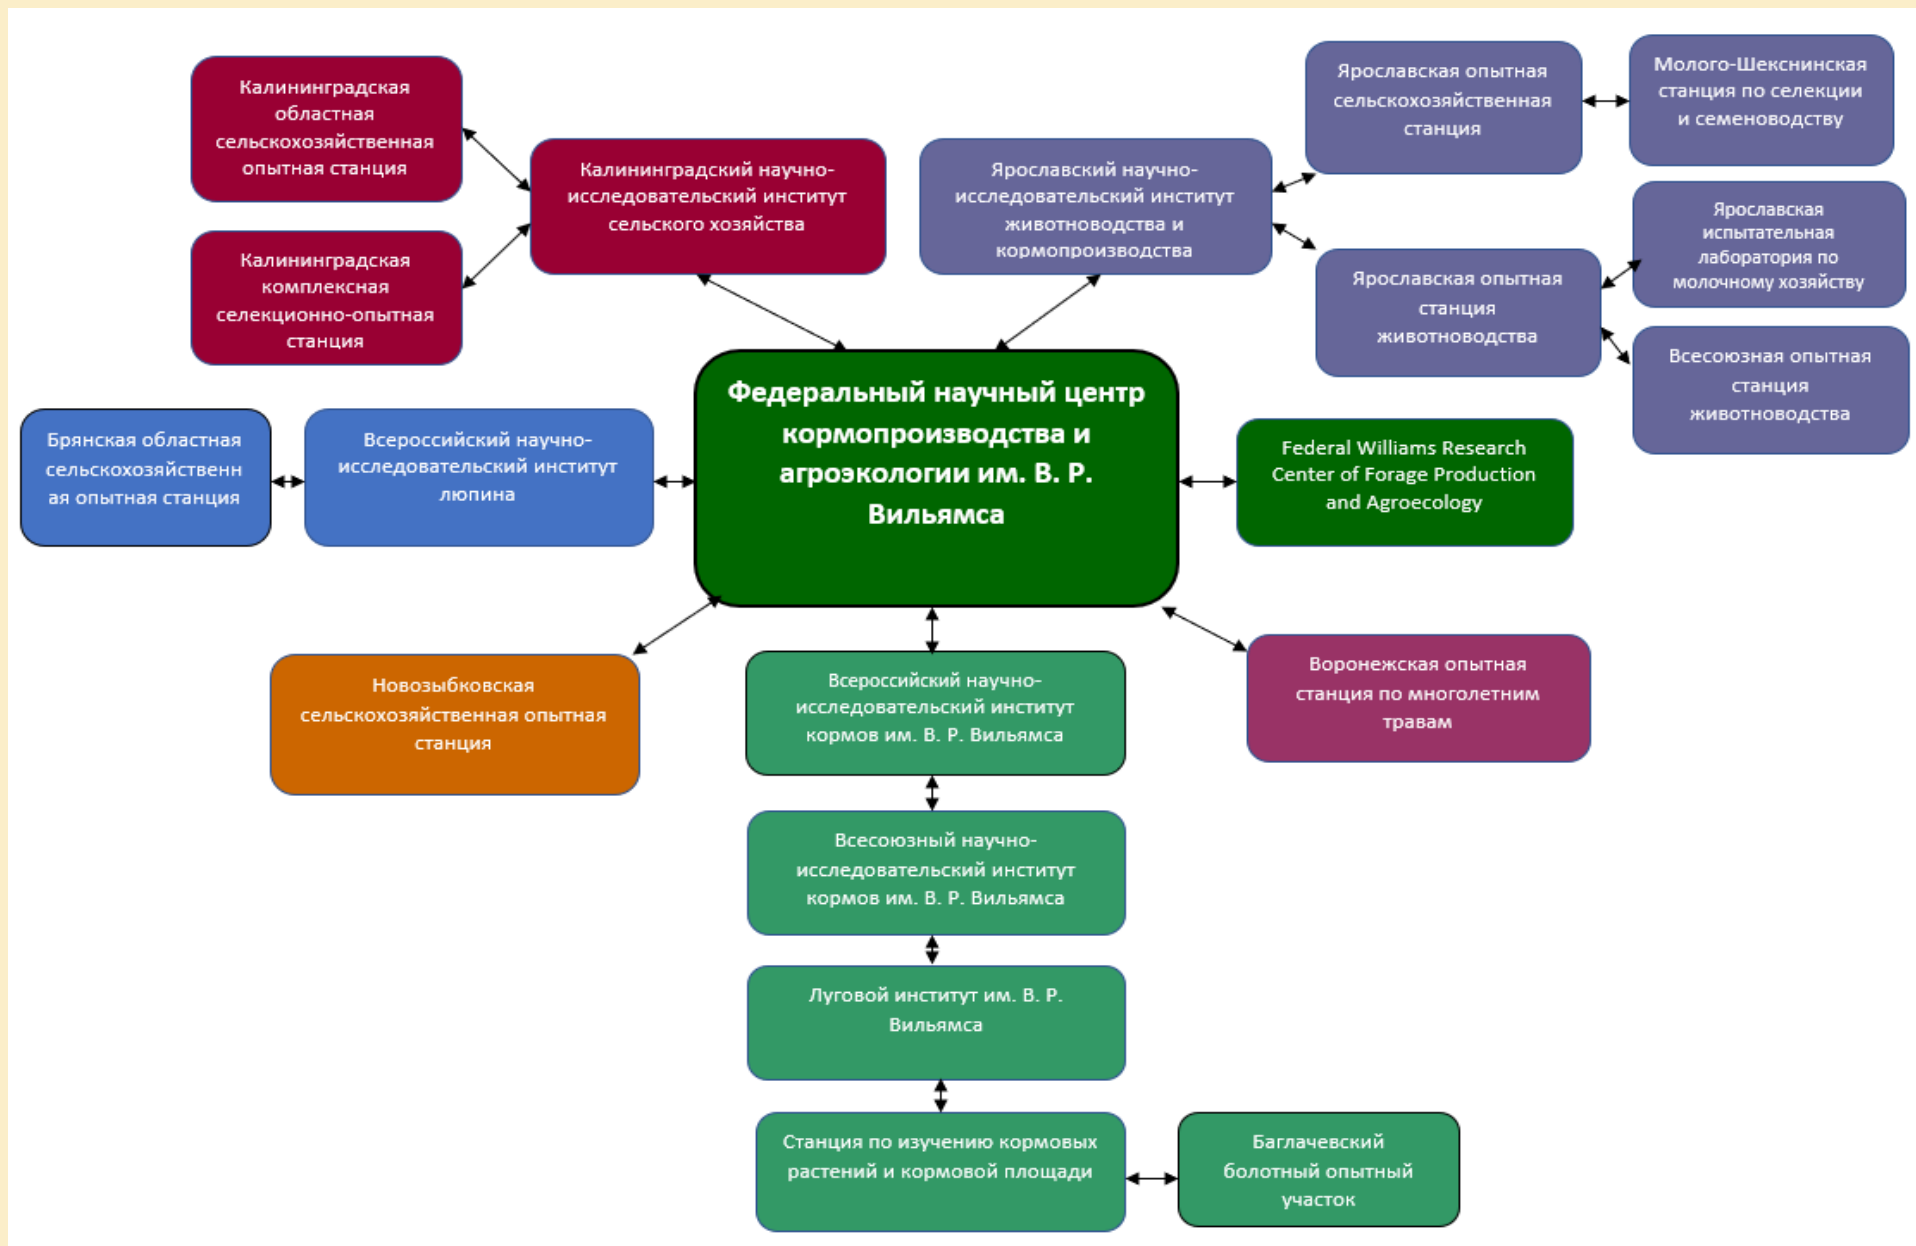 Калининградская
областная
сельскохозяйственная
опытная станция
Калининградский научно-
исследовательский институт
сельского хозяйства
Калининградская
комплексная
селекционно-опытная
станция
Ярославский научно-
исследовательский институт
животноводства и
кормопроизводства
Ярославская опытная
сельскохозяйственная
станция
Молого-Шекснинская
станция по селекции
и семеноводству
Ярославская опытная
станция
животноводства
Ярославская
испытательная
лаборатория по
молочному хозяйству
Всесоюзная опытная
станция
животноводства
Брянская областная
сельскохозяйственн
ая опытная станция
Всероссийский научно-
исследовательский институт
люпина
Федеральный научный центр
кормопроизводства и
агроэкологии им. В. Р.
Вильямса
Federal Williams Research
Center of Forage Production
and Agroecology
Новозыбковская
сельскохозяйственная опытная
станция
Всероссийский научно-
исследовательский институт
кормов им. В. Р. Вильямса
Воронежская опытная
станция по многолетним
травам
Всесоюзный научно-
исследовательский институт
кормов им. В. Р. Вильямса
Луговой институт им. В. Р.
Вильямса
Станция по изучению кормовых
растений и кормовой площади
Баглачевский
болотный опытный
участок